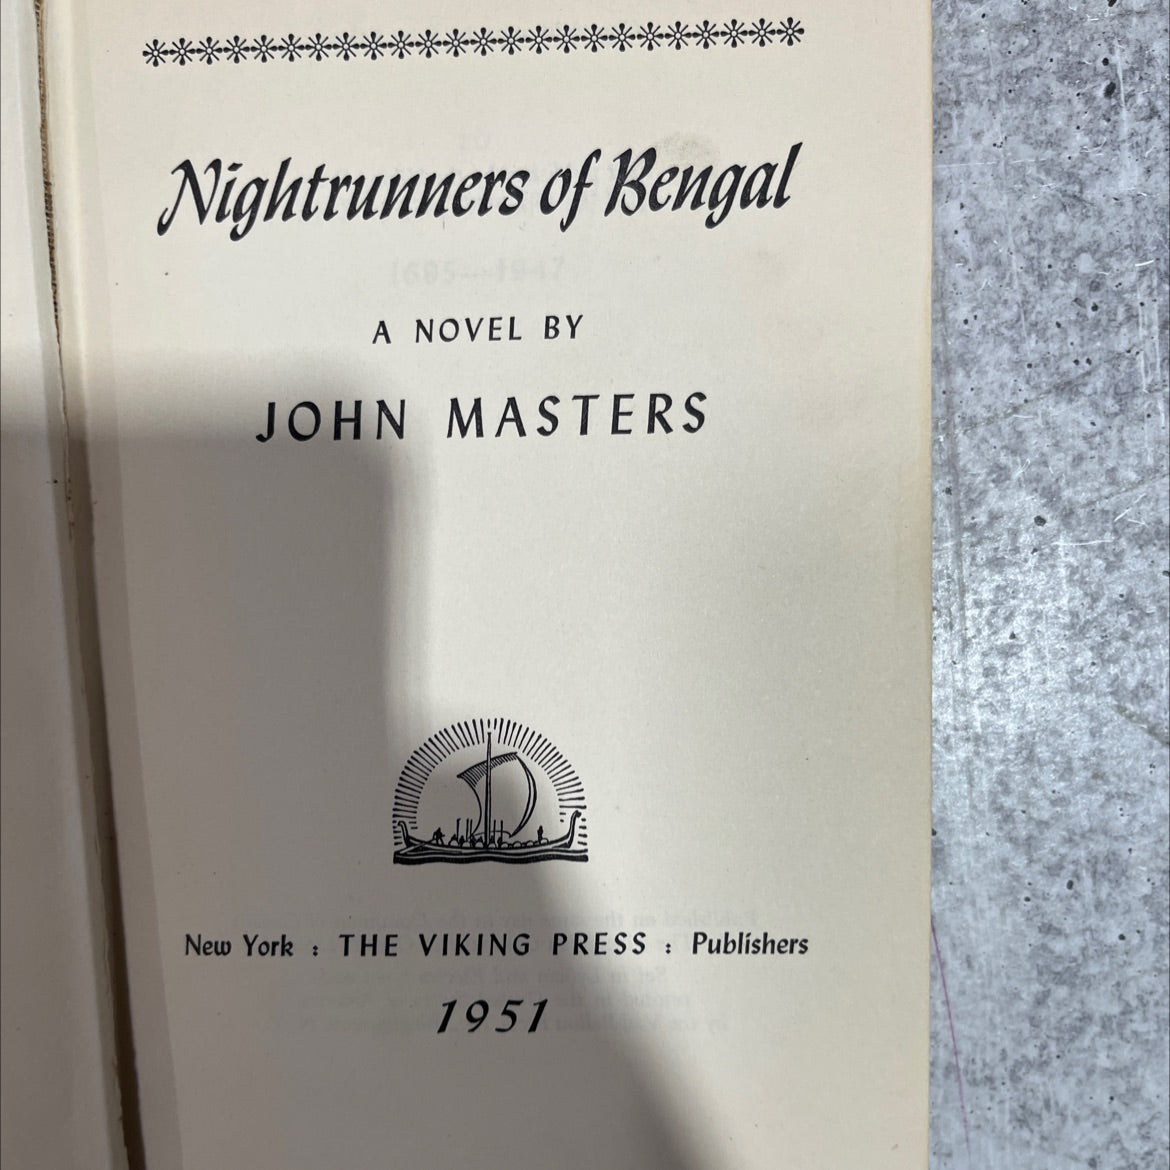 Nightrunners of Bengal
A NOVEL BY
JOHN MASTERS
New York : THE VIKING PRESS : Publishers
1951